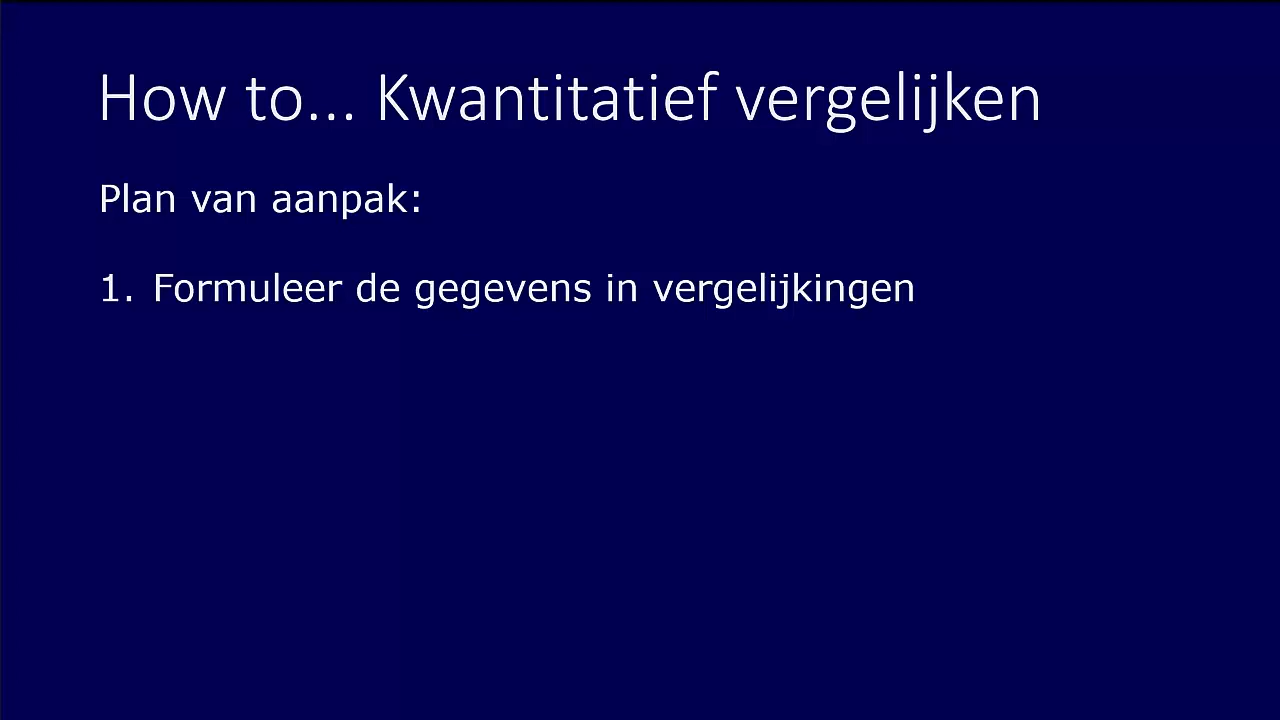 How to... Kwantitatief vergelijken
Plan van aanpak:
1. Formuleer de gegevens in vergelijkingen